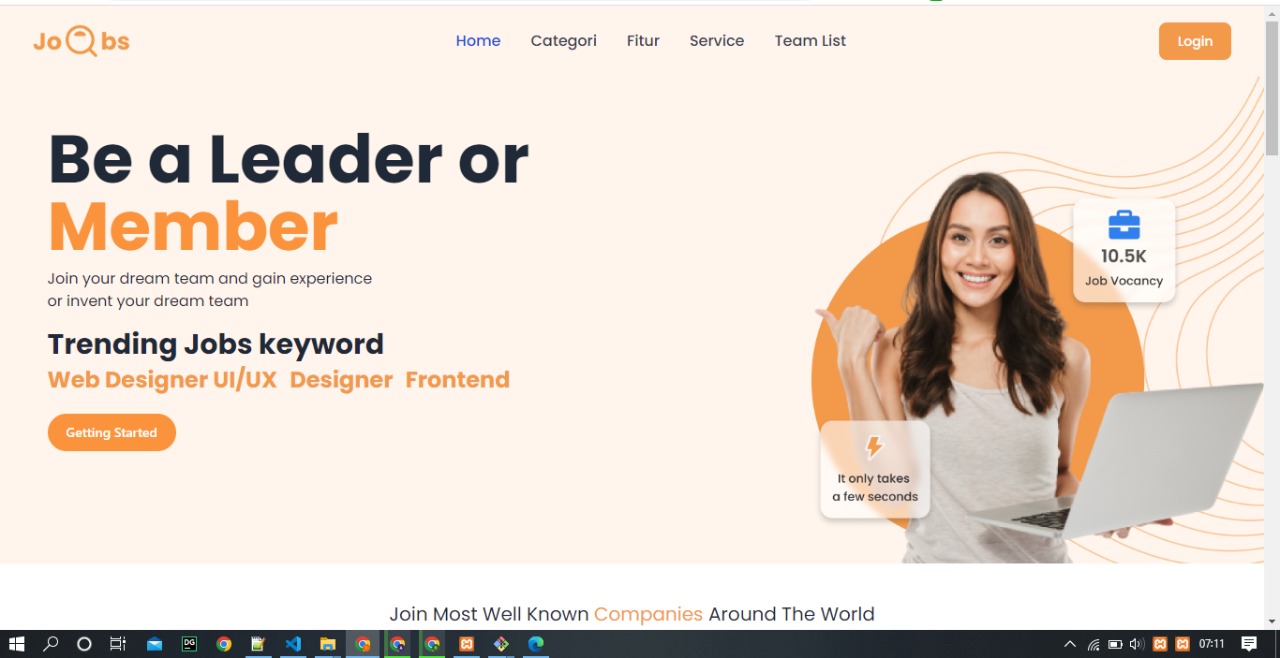 Jo bs
Home Categori Fitur Service Team List
Login
Be a Leader or
Member
Join your dream team and gain experience
or invent your dream team
Trending Jobs keyword
Web Designer UI/UX Designer Frontend
Getting Started
10.5K
Job Vocancy
It only takes
a few seconds
Join Most Well Known Companies Around The World
DG
07:11